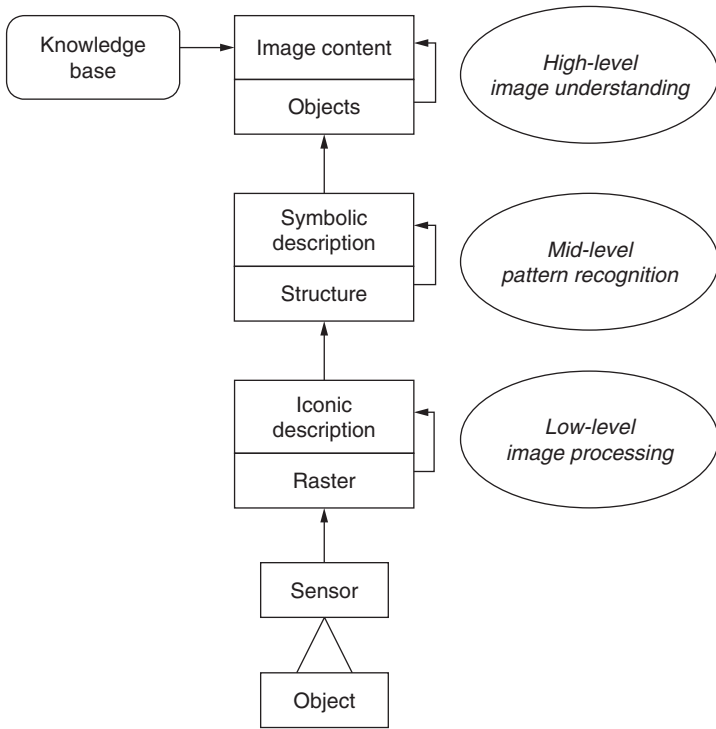 Knowledge
base
Image content
Objects
High-level
image understanding
Symbolic
description
Structure
Mid-level
pattern recognition
Iconic
description
Raster
Low-level
image processing
Sensor
Object